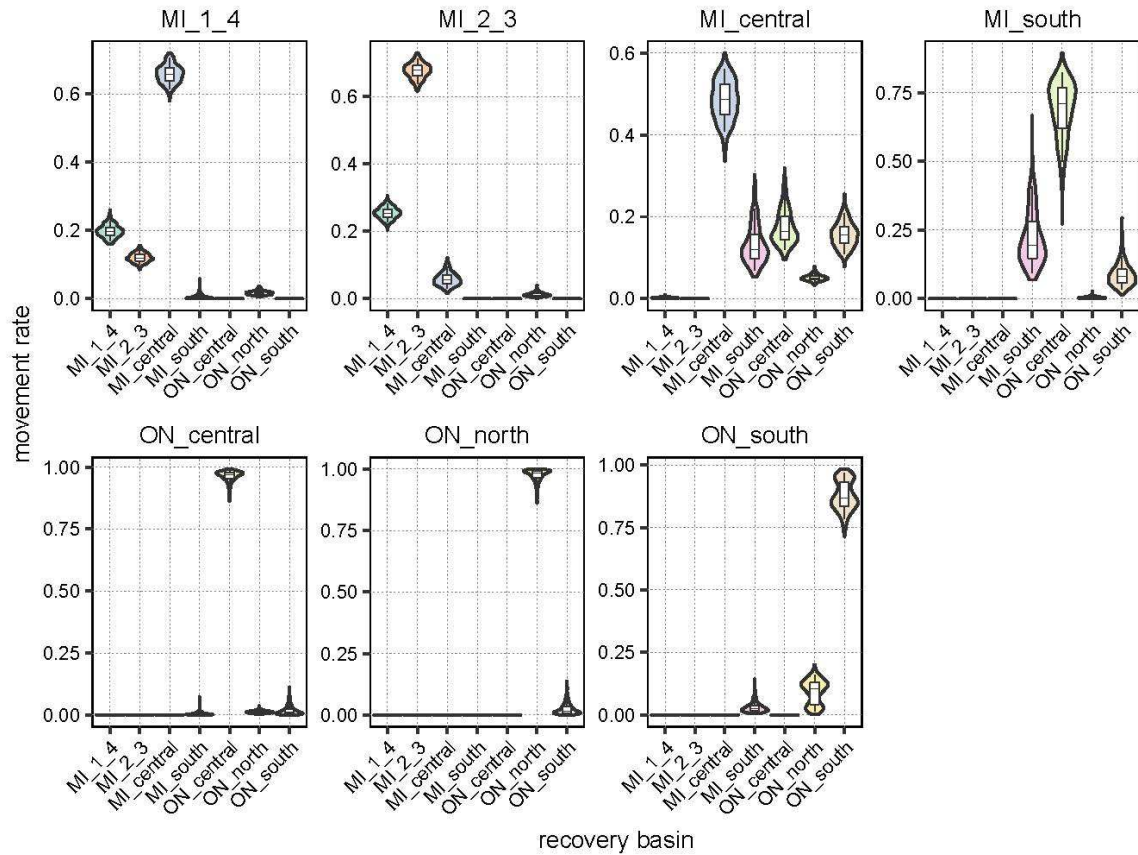 MI_1_4
MI_2_3
MI_central
MI_south
0.6
0.4
0.2
0.0
0.6
0.4
0.2
0.0
0.6
0.4
0.2
0.0
0.75
0.50
0.25
0.00
MI_1_4
MI_2_3
MI_central
MI_south
ON_central
ON_north
ON_south
MI_1_4
MI_2_3
MI_central
MI_south
ON_central
ON_north
ON_south
MI_1_4
MI_2_3
MI_central
MI_south
ON_central
ON_north
ON_south
MI_1_4
MI_2_3
MI_central
MI_south
ON_central
ON_north
ON_south
movement rate
ON_central
ON_north
ON_south
1.00
0.75
0.50
0.25
0.00
1.00
0.75
0.50
0.25
0.00
1.00
0.75
0.50
0.25
0.00
MI_1_4
MI_2_3
MI_central
MI_south
ON_central
ON_north
ON_south
MI_1_4
MI_2_3
MI_central
MI_south
ON_central
ON_north
ON_south
MI_1_4
MI_2_3
MI_central
MI_south
ON_central
ON_north
ON_south
recovery basin